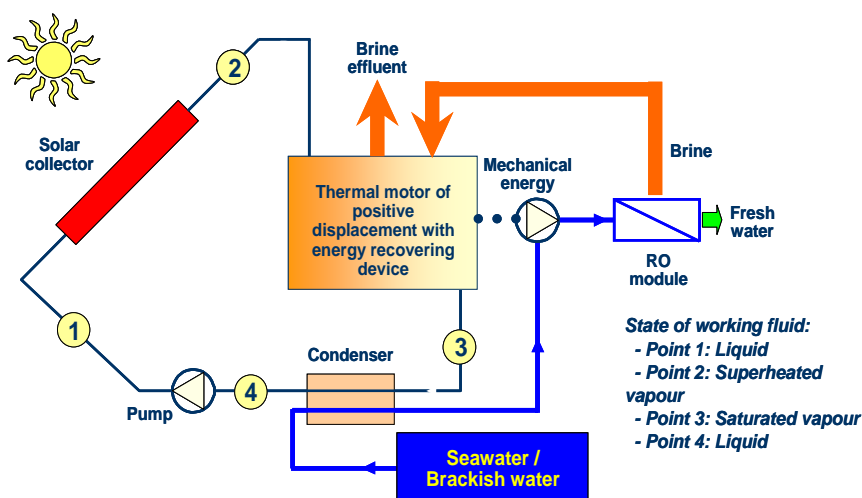 2
Brine
effluent
Solar
collector
Thermal motor of
positive
displacement with
energy recovering
device
Mechanical
energy
Brine
Fresh
water
RO
module
1
Pump
4
Condenser
3
Seawater /
Brackish water
State of working fluid:
- Point 1: Liquid
- Point 2: Superheated
vapour
- Point 3: Saturated vapour
- Point 4: Liquid